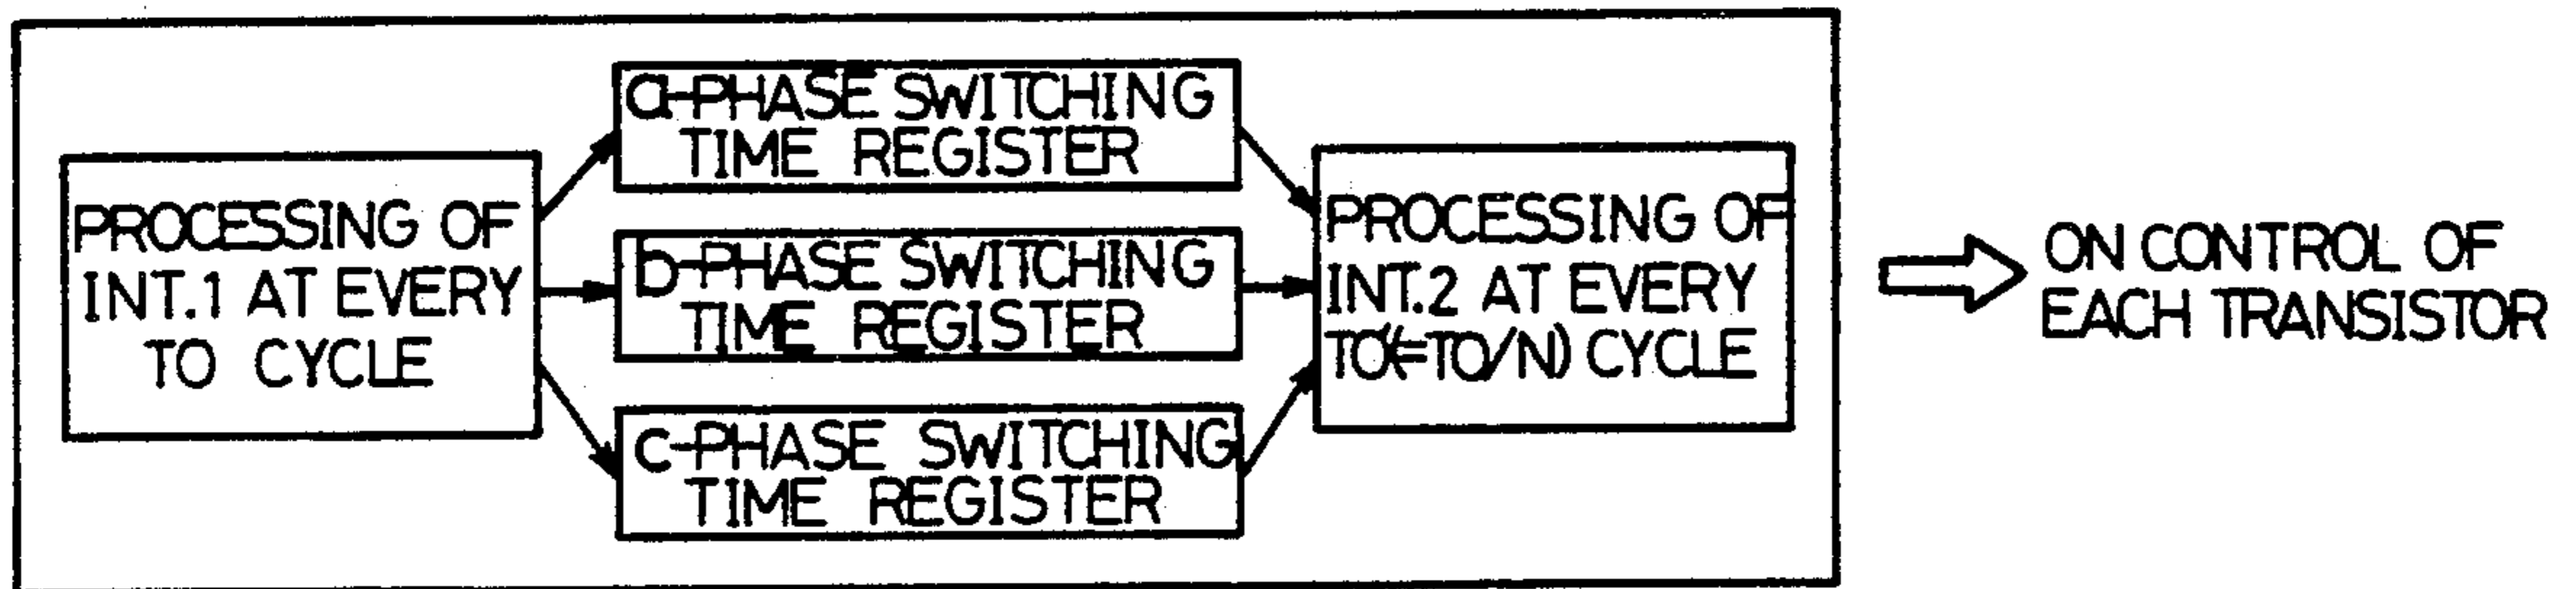 PROCESSING OF
INT.1 AT EVERY
TO CYCLE
a-PHASE SWITCHING
TIME REGISTER
b-PHASE SWITCHING
TIME REGISTER
c-PHASE SWITCHING
TIME REGISTER
PROCESSING OF
INT.2 AT EVERY
TO'(=TO/N) CYCLE
ON CONTROL OF
EACH TRANSISTOR